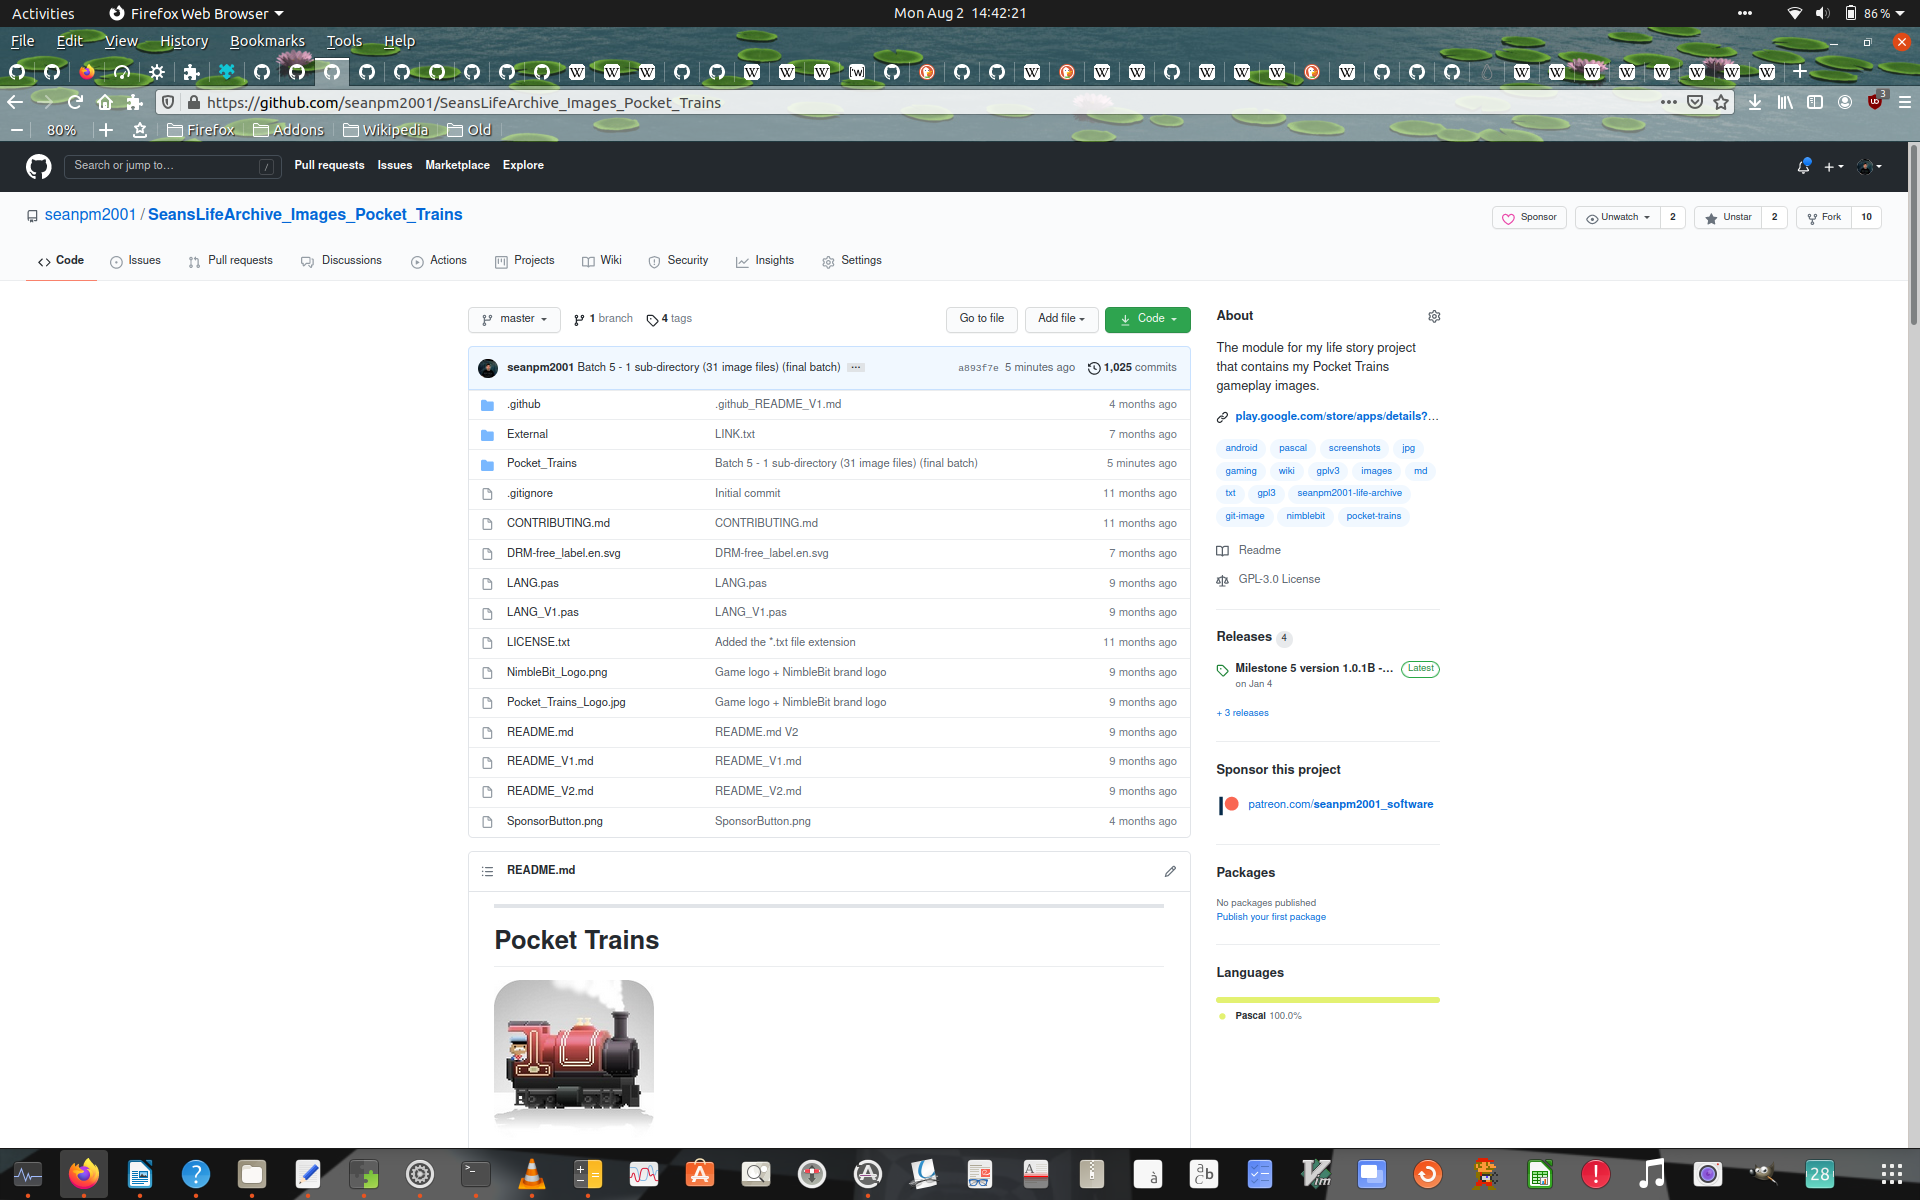 Activities Firefox Web Browser Mon Aug 2 14:42:21 86 %
File Edit View History Bookmarks Tools Help
https://github.com/seanpm2001/SeansLifeArchive_Images_Pocket_Trains 3
80% Firefox Addons Wikipedia Old
Search or jump to… / Pull requests Issues Marketplace Explore
seanpm2001 / SeansLifeArchive_Images_Pocket_Trains Sponsor Unwatch 2 Unstar 2 Fork 10
Code Issues Pull requests Discussions Actions Projects Wiki Security Insights Settings
master 1 branch 4 tags Go to file Add file Code
seanpm2001 Batch 5 - 1 sub-directory (31 image files) (final batch) ... a893f7e 5 minutes ago 1,025 commits
.github .github_README_V1.md 4 months ago
External LINK.txt 7 months ago
Pocket_Trains Batch 5 - 1 sub-directory (31 image files) (final batch) 5 minutes ago
.gitignore Initial commit 11 months ago
CONTRIBUTING.md CONTRIBUTING.md 11 months ago
DRM-free_label.en.svg DRM-free_label.en.svg 7 months ago
LANG.pas LANG.pas 9 months ago
LANG_V1.pas LANG_V1.pas 9 months ago
LICENSE.txt Added the *.txt file extension 11 months ago
NimbleBit_Logo.png Game logo + NimbleBit brand logo 9 months ago
Pocket_Trains_Logo.jpg Game logo + NimbleBit brand logo 9 months ago
README.md README.md V2 9 months ago
README_V1.md README_V1.md 9 months ago
README_V2.md README_V2.md 9 months ago
SponsorButton.png SponsorButton.png 4 months ago
README.md
Pocket Trains
About
The module for my life story project
that contains my Pocket Trains
gameplay images.
play.google.com/store/apps/details?…
android pascal screenshots jpg
gaming wiki gplv3 images md
txt gpl3 seanpm2001-life-archive
git-image nimblebit pocket-trains
Readme
GPL-3.0 License
Releases 4
Milestone 5 version 1.0.1B -... Latest
on Jan 4
+ 3 releases
Sponsor this project
patreon.com/seanpm2001_software
Packages
No packages published
Publish your first package
Languages
Pascal 100.0%
28